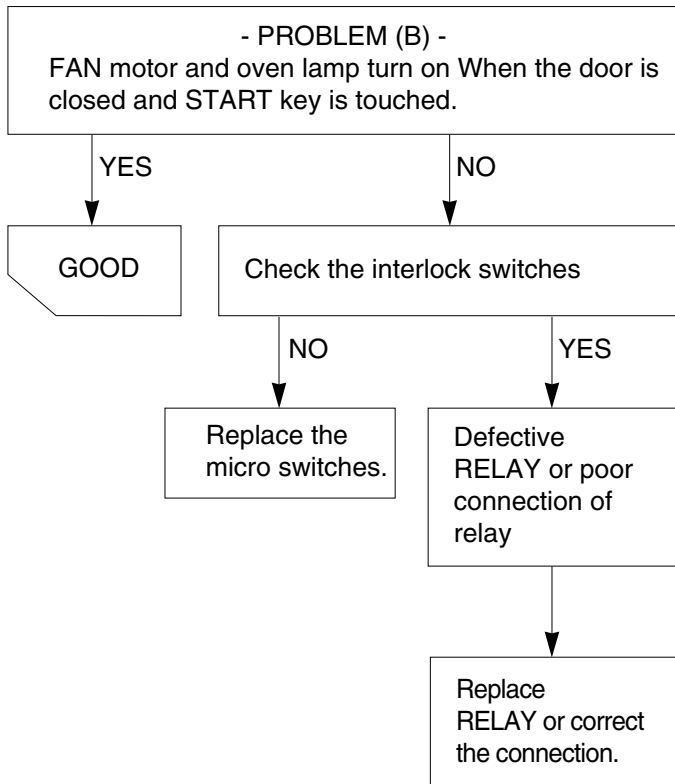 - PROBLEM (B) -
FAN motor and oven lamp turn on When the door is
closed and START key is touched.
YES
NO
GOOD
Check the interlock switches
NO
YES
Replace the
micro switches.
Defective
RELAY or poor
connection of
relay
Replace
RELAY or correct
the connection.